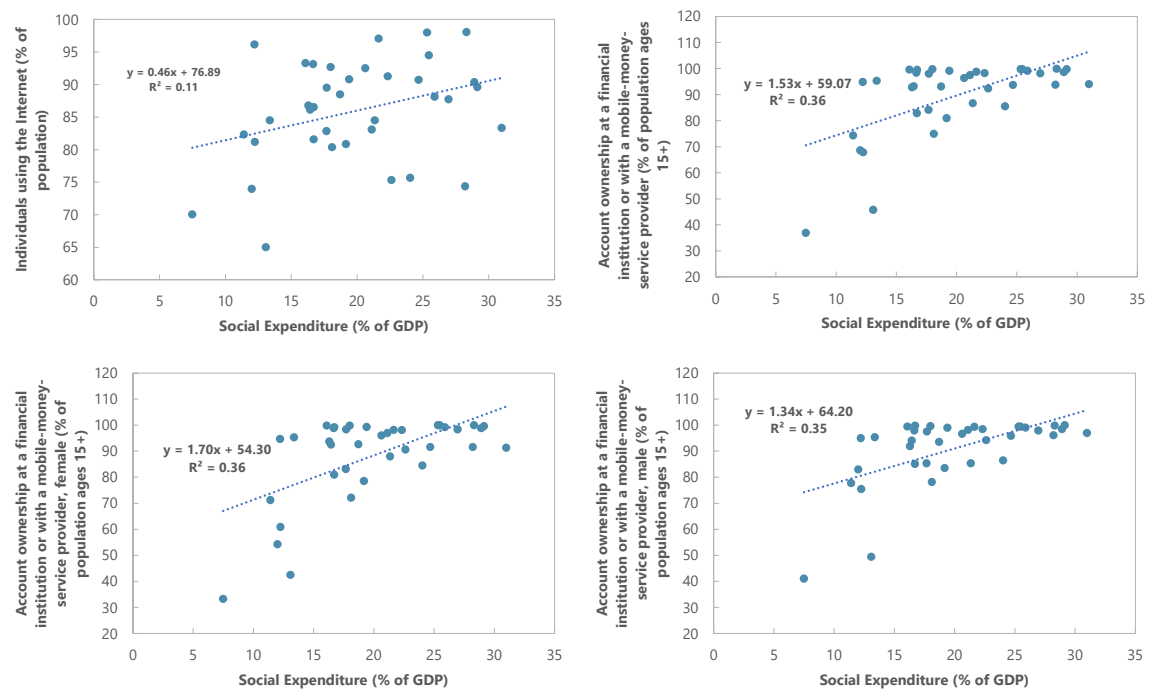 Individuals using the Internet (% of
population)
100
95
90
85
80
75
70
65
60
y = 0.46x + 76.89
R² = 0.11
0 5 10 15 20 25 30 35
Social Expenditure (% of GDP)
Account ownership at a financial
institution or with a mobile-money-
service provider (% of population ages
15+)
120
110
100
90
80
70
60
50
40
30
20
y = 1.53x + 59.07
R² = 0.36
0 5 10 15 20 25 30 35
Social Expenditure (% of GDP)
Account ownership at a financial
institution or with a mobile-money-
service provider, female (% of
population ages 15+)
120
110
100
90
80
70
60
50
40
30
20
y = 1.70x + 54.30
R² = 0.36
0 5 10 15 20 25 30 35
Social Expenditure (% of GDP)
Account ownership at a financial
institution or with a mobile-money-
service provider, male (% of
population ages 15+)
120
110
100
90
80
70
60
50
40
30
20
y = 1.34x + 64.20
R² = 0.35
0 5 10 15 20 25 30 35
Social Expenditure (% of GDP)